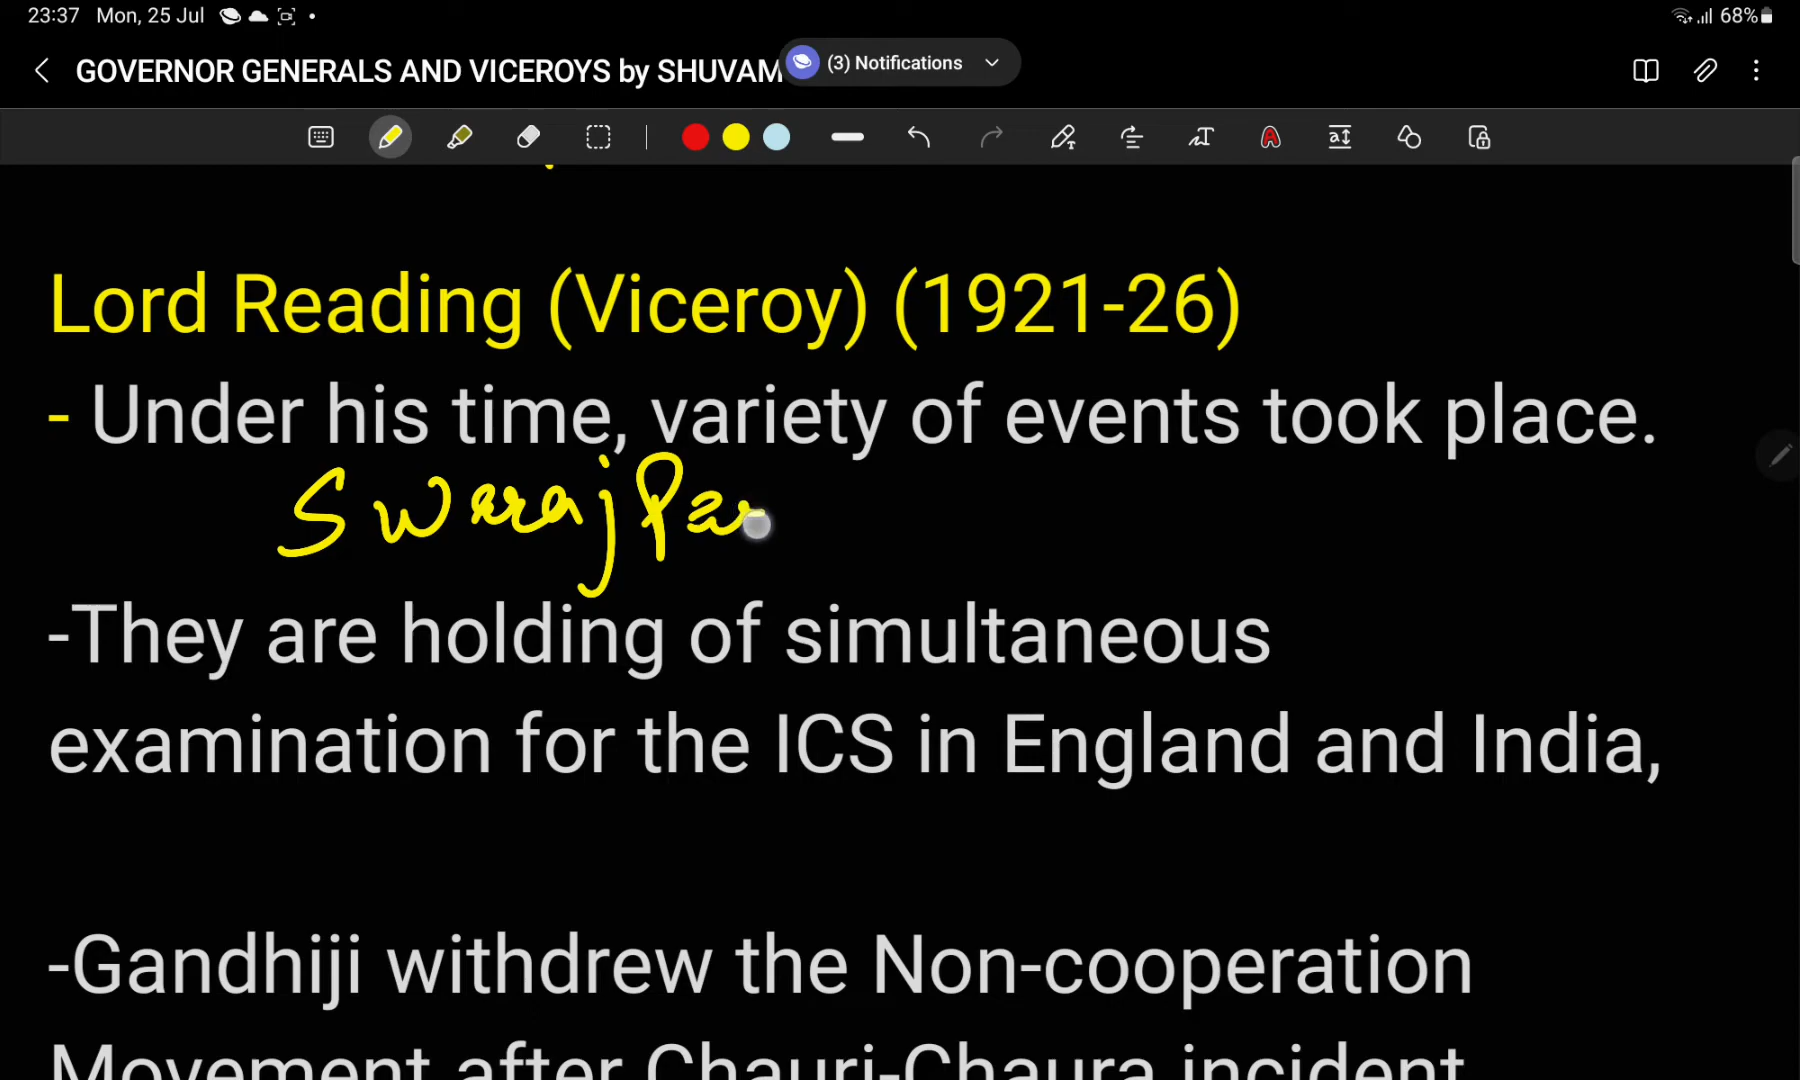 23:37 Mon, 25 Jul 68%
GOVERNOR GENERALS AND VICEROYS by SHUVAM (3) Notifications
Lord Reading (Viceroy) (1921-26)
- Under his time, variety of events took place.
Swaraj Par
-They are holding of simultaneous
examination for the ICS in England and India,
-Gandhiji withdrew the Non-cooperation
Movement after Chauri-Chaura incident